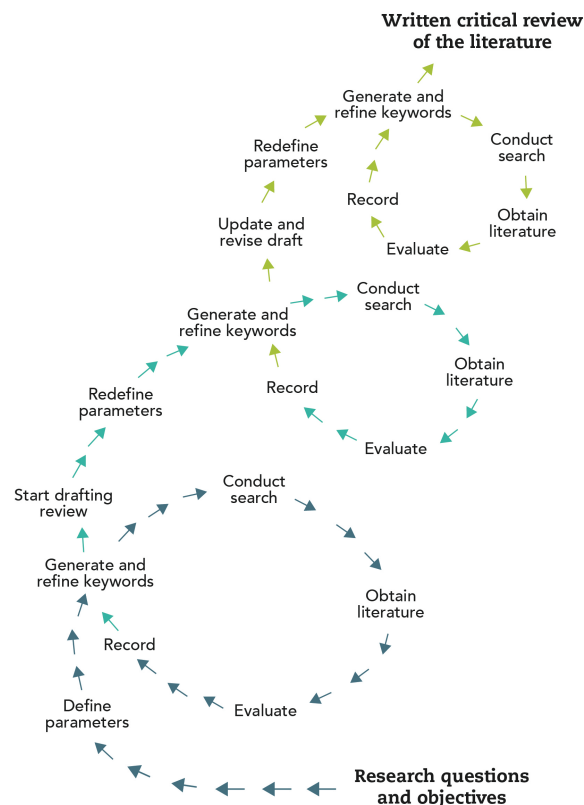 Written critical review
of the literature
Generate and
refine keywords
Conduct
search
Redefine
parameters
Record
Obtain
literature
Update and
revise draft
Evaluate
Conduct
search
Generate and
refine keywords
Obtain
literature
Record
Redefine
parameters
Evaluate
Conduct
search
Start drafting
review
Generate and
refine keywords
Obtain
literature
Record
Define
parameters
Evaluate
Research questions
and objectives